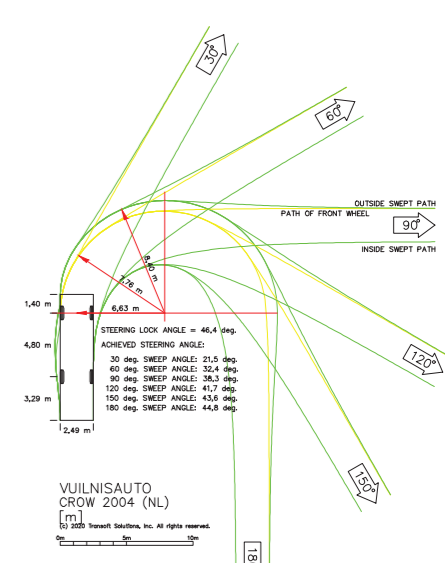 30°
60°
OUTSIDE SWEPT PATH
PATH OF FRONT WHEEL
90°
INSIDE SWEPT PATH
8,40 m
7,76 m
6,63 m
1,40 m
4,80 m
3,29 m
2,49 m
STEERING LOCK ANGLE = 46,4 deg.
ACHIEVED STEERING ANGLE:
30 deg. SWEEP ANGLE: 21,5 deg.
60 deg. SWEEP ANGLE: 32,4 deg.
90 deg. SWEEP ANGLE: 38,3 deg.
120 deg. SWEEP ANGLE: 41,7 deg.
150 deg. SWEEP ANGLE: 43,6 deg.
180 deg. SWEEP ANGLE: 44,8 deg.
120°
150°
18
VUILNISAUTO
CROW 2004 (NL)
[m]
(c) 2020 Transoft Solutions, Inc. All rights reserved.
0m 5m 10m